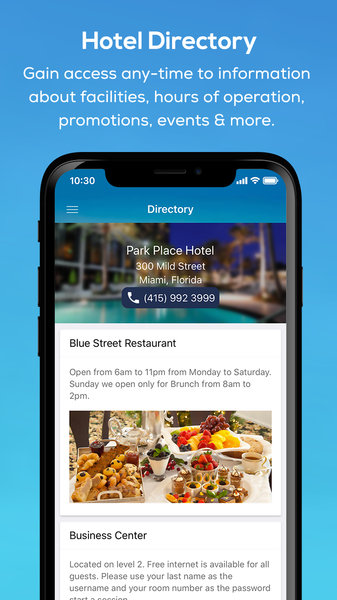 Hotel Directory
Gain access any-time to information
about facilities, hours of operation,
promotions, events & more.
10:30
Directory
Park Place Hotel
300 Mild Street
Miami, Florida
(415) 992 3999
Blue Street Restaurant
Open from 6am to 11pm from Monday to Saturday.
Sunday we open only for Brunch from 8am to
2pm.
Business Center
Located on level 2. Free internet is available for all
guests. Please use your last name as the
username and your room number as the password
start a session